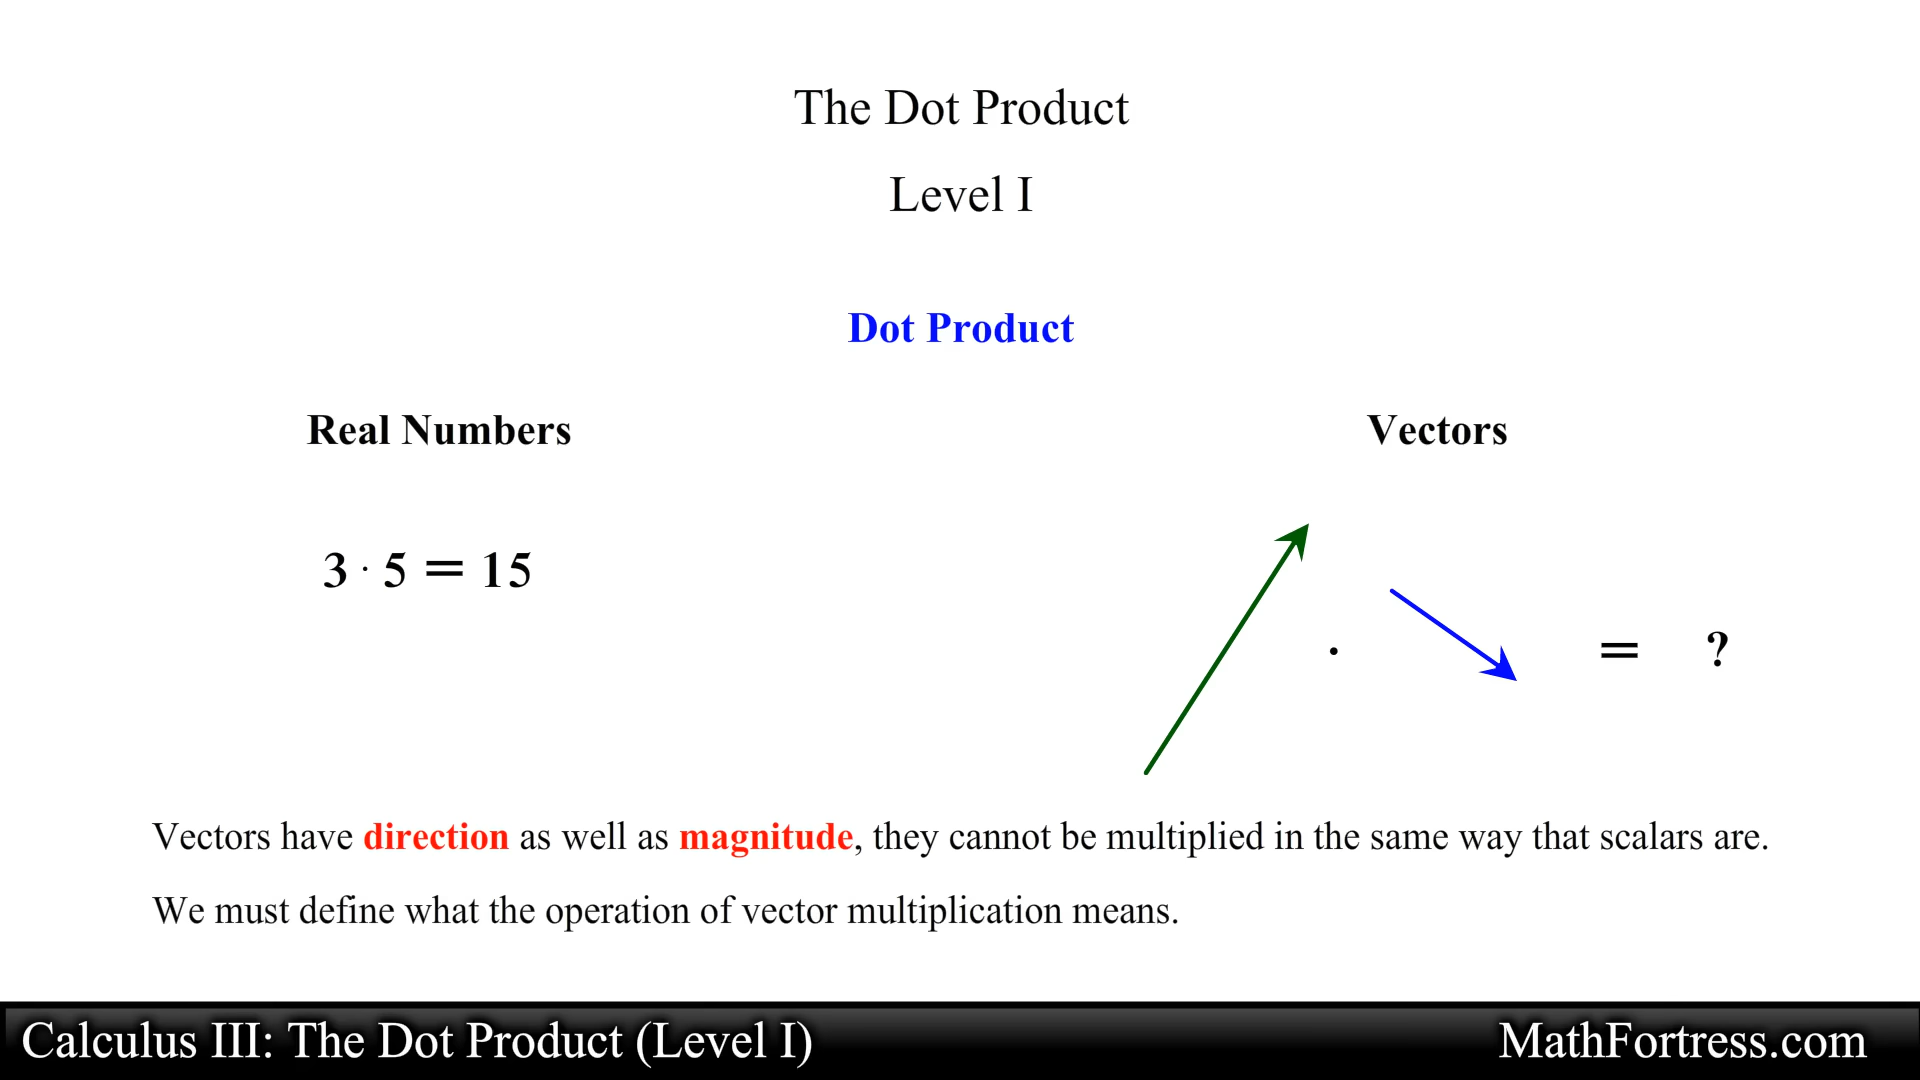 The Dot Product
Level I
Dot Product
Real Numbers
Vectors
3 · 5 = 15
· = ?
Vectors have direction as well as magnitude, they cannot be multiplied in the same way that scalars are.
We must define what the operation of vector multiplication means.
Calculus III: The Dot Product (Level I)
MathFortress.com